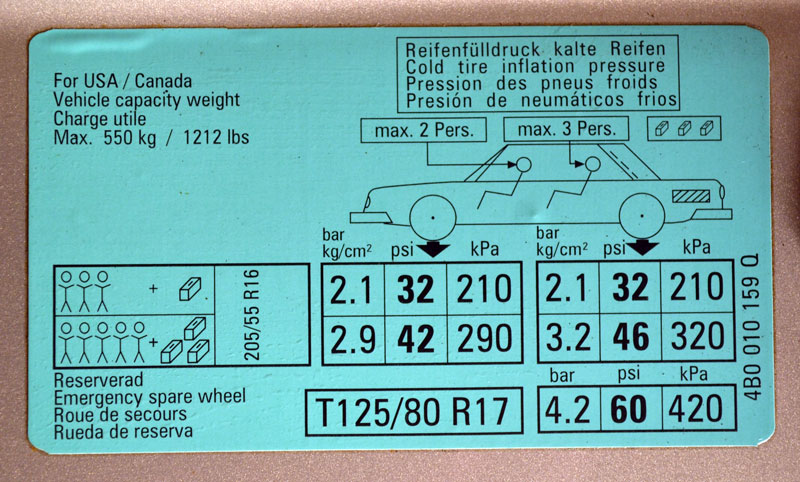 Reifenfülldruck kalte Reifen
Cold tire inflation pressure
Pression des pneus froids
Presión de neumáticos frios
For USA / Canada
Vehicle capacity weight
Charge utile
Max. 550 kg / 1212 lbs
max. 2 Pers.
max. 3 Pers.
bar psi kPa
kg/cm²
bar psi kPa
kg/cm²
+
205/55 R16
2.1 32 210
2.1 32 210
+
2.9 42 290
3.2 46 320
4B0 010 159 Q
Reserverad
Emergency spare wheel
Roue de secours
Rueda de reserva
T125/80 R17
bar psi kPa
4.2 60 420